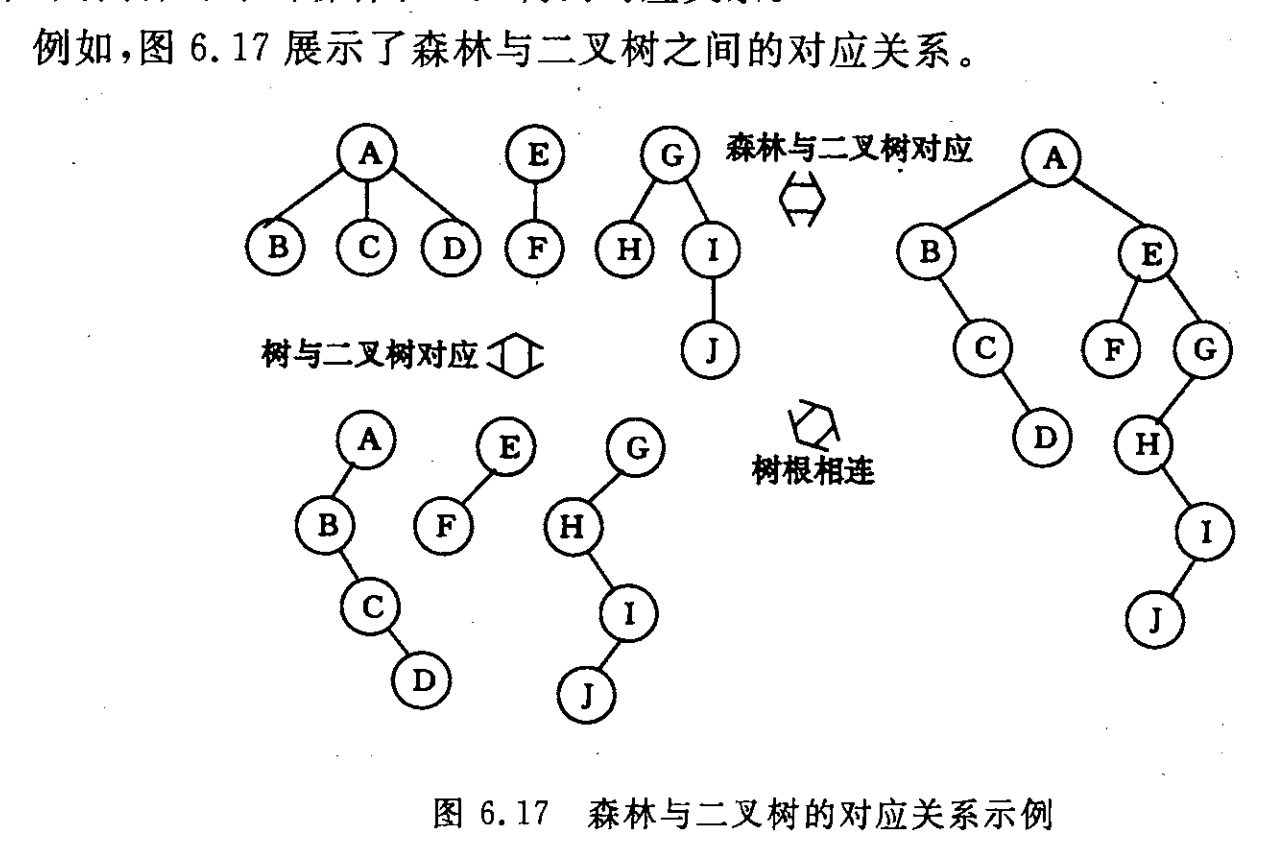 例如,图 6.17 展示了森林与二叉树之间的对应关系。
A E G 森林与二叉树对应 A
B C D F H I B E
树与二叉树对应 J C F G
A E G D H
树根相连
B F H I
C I J
D J
图 6.17 森林与二叉树的对应关系示例